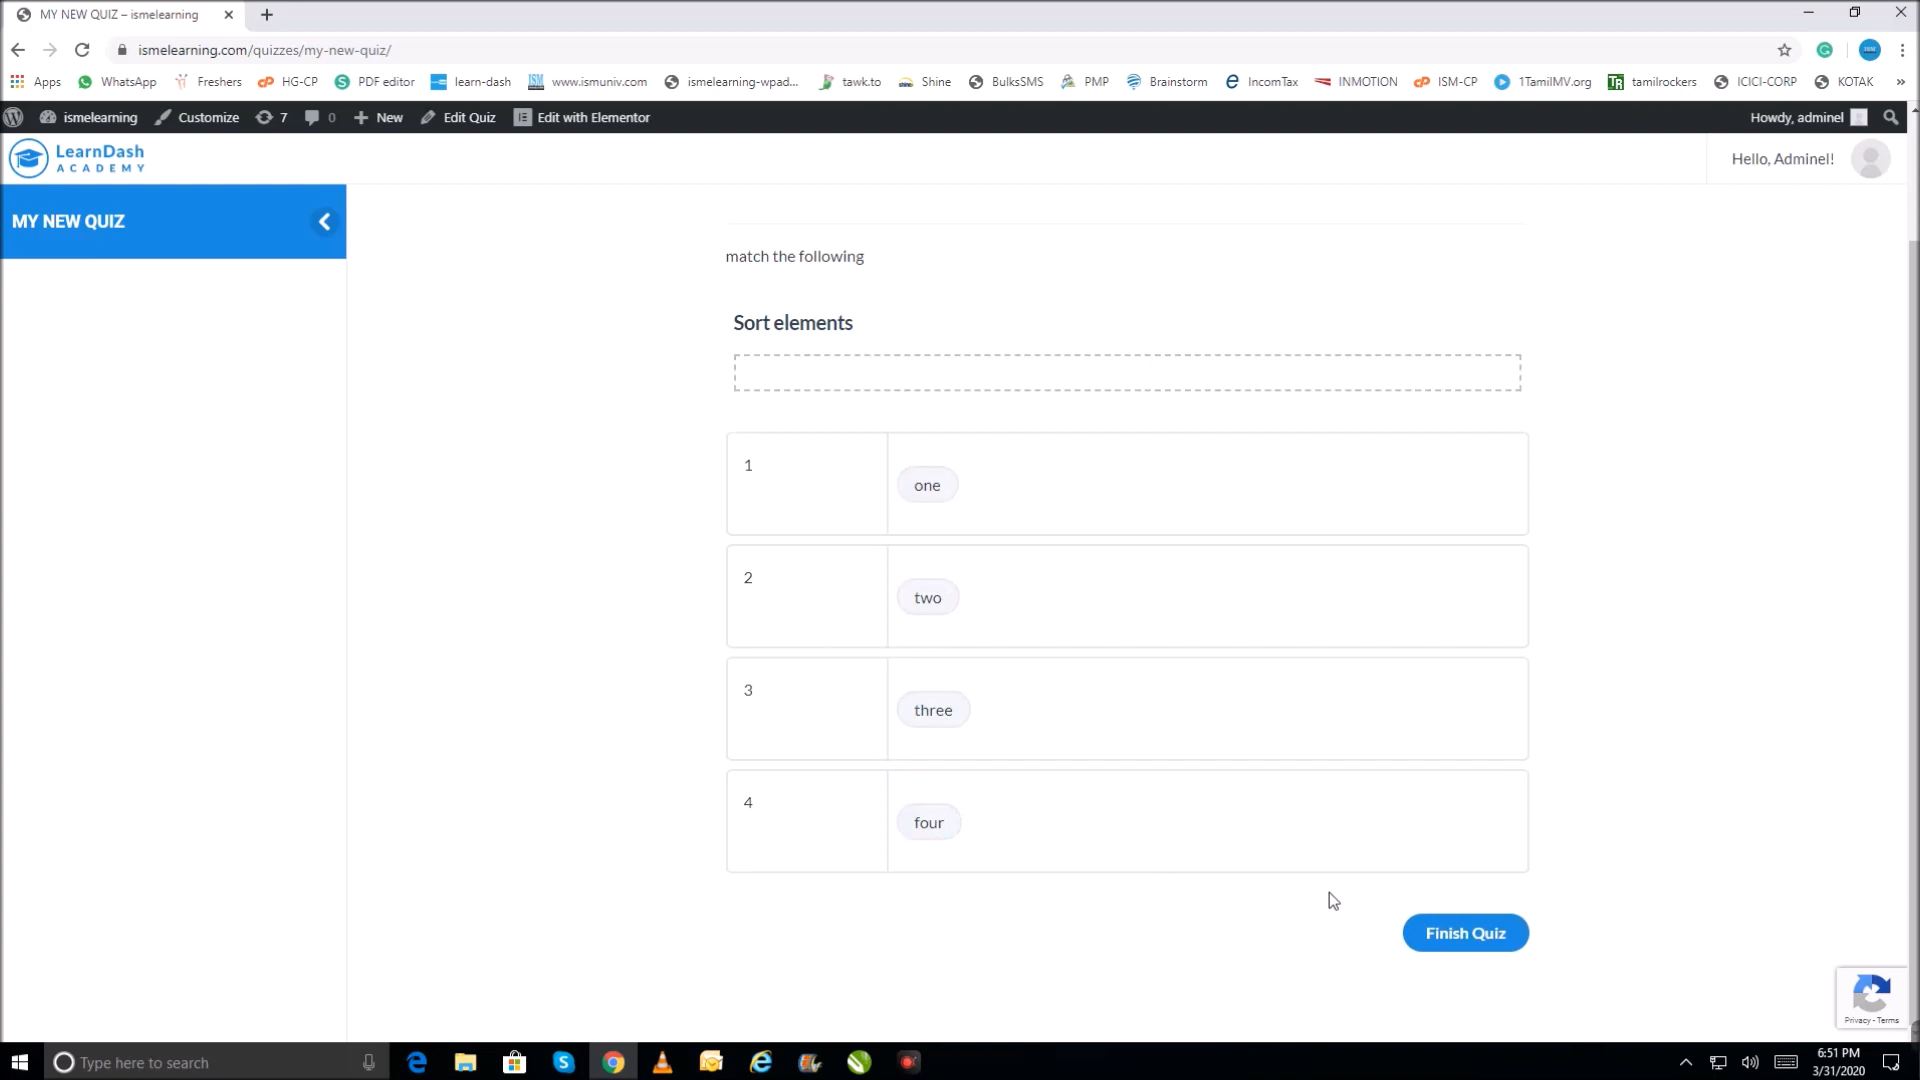 MY NEW QUIZ – ismelearning
ismelearning.com/quizzes/my-new-quiz/
Apps WhatsApp Freshers HG-CP PDF editor learn-dash www.ismuniv.com ismelearning-wpad... tawk.to Shine BulksSMS PMP Brainstorm IncomTax INMOTION ISM-CP 1TamilMV.org tamilrockers ICICI-CORP KOTAK »
ismelearning Customize 7 0 New Edit Quiz Edit with Elementor Howdy, adminel
LearnDash
ACADEMY
Hello, Adminel!
MY NEW QUIZ
match the following
Sort elements
1
one
2
two
3
three
4
four
Finish Quiz
Privacy - Terms
Type here to search
6:51 PM
3/31/2020